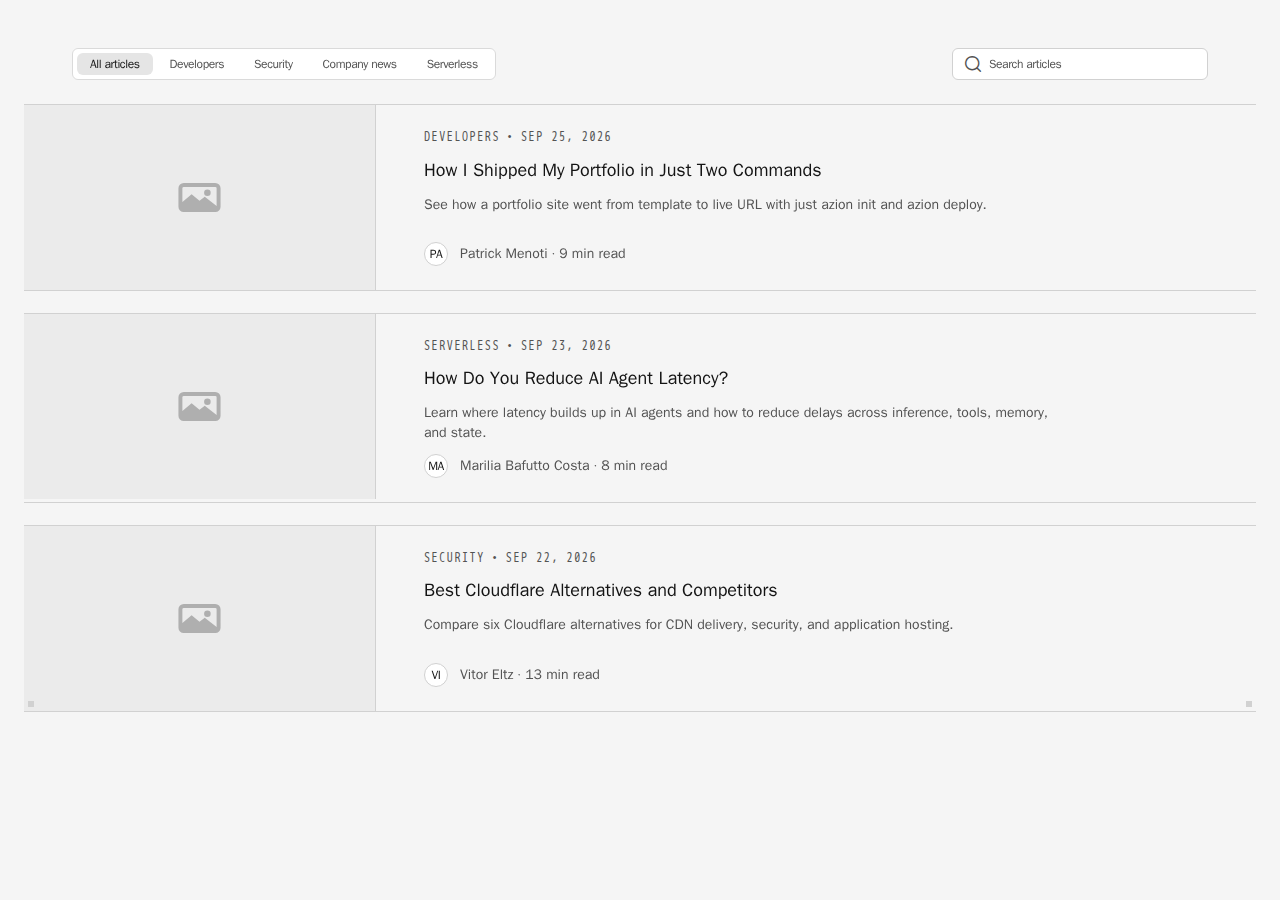 All articles Developers Security Company news Serverless
Search articles
DEVELOPERS • SEP 25, 2026
How I Shipped My Portfolio in Just Two Commands
See how a portfolio site went from template to live URL with just azion init and azion deploy.
PA Patrick Menoti · 9 min read
SERVERLESS • SEP 23, 2026
How Do You Reduce AI Agent Latency?
Learn where latency builds up in AI agents and how to reduce delays across inference, tools, memory,
and state.
MA Marilia Bafutto Costa · 8 min read
SECURITY • SEP 22, 2026
Best Cloudflare Alternatives and Competitors
Compare six Cloudflare alternatives for CDN delivery, security, and application hosting.
VI Vitor Eltz · 13 min read